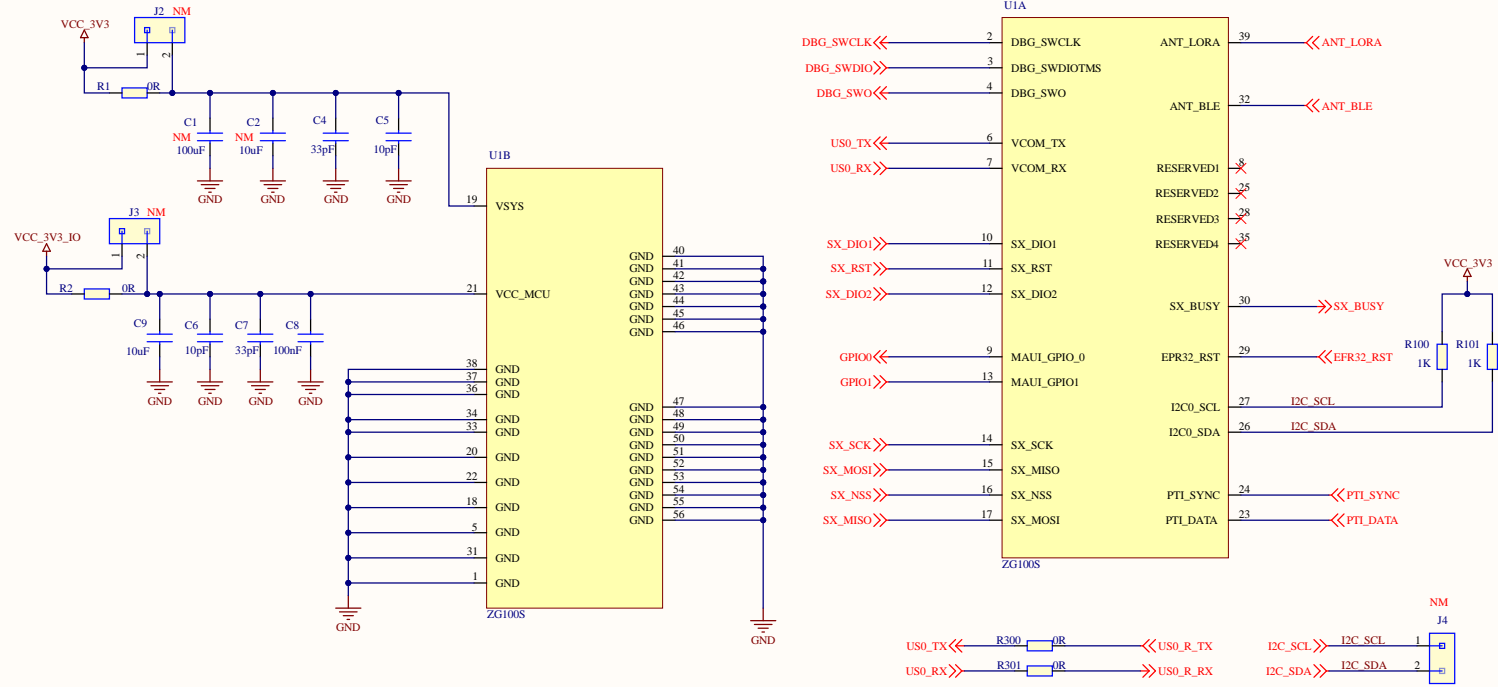 J2 NM
VCC_3V3
1
2
R1 0R
C1
NM
100uF
GND
C2
NM
10uF
GND
C4
33pF
GND
C5
10pF
GND
J3 NM
VCC_3V3_IO
1
2
R2 0R
C9
10uF
GND
C6
10pF
GND
C7
33pF
GND
C8
100nF
GND
U1B
19 VSYS
21 VCC_MCU
38 GND
37 GND
36 GND
34 GND
33 GND
20 GND
22 GND
18 GND
5 GND
31 GND
1 GND
GND
GND 40
GND 41
GND 42
GND 43
GND 44
GND 45
GND 46
GND 47
GND 48
GND 49
GND 50
GND 51
GND 52
GND 53
GND 54
GND 55
GND 56
GND
ZG100S
U1A
DBG_SWCLK 2 DBG_SWCLK
DBG_SWDIO 3 DBG_SWDIOTMS
DBG_SWO 4 DBG_SWO
US0_TX 6 VCOM_TX
US0_RX 7 VCOM_RX
SX_DIO1 10 SX_DIO1
SX_RST 11 SX_RST
SX_DIO2 12 SX_DIO2
GPIO0 9 MAUI_GPIO_0
GPIO1 13 MAUI_GPIO1
SX_SCK 14 SX_SCK
SX_MOSI 15 SX_MISO
SX_NSS 16 SX_NSS
SX_MISO 17 SX_MOSI
ANT_LORA 39 ANT_LORA
ANT_BLE 32 ANT_BLE
RESERVED1 8
RESERVED2 25
RESERVED3 28
RESERVED4 35
SX_BUSY 30 SX_BUSY
EPR32_RST 29 EFR32_RST
I2C0_SCL 27 I2C_SCL
I2C0_SDA 26 I2C_SDA
PTI_SYNC 24 PTI_SYNC
PTI_DATA 23 PTI_DATA
ZG100S
VCC_3V3
R100
1K
R101
1K
US0_TX R300 0R US0_R_TX
US0_RX R301 0R US0_R_RX
NM
J4
I2C_SCL I2C_SCL 1
I2C_SDA I2C_SDA 2